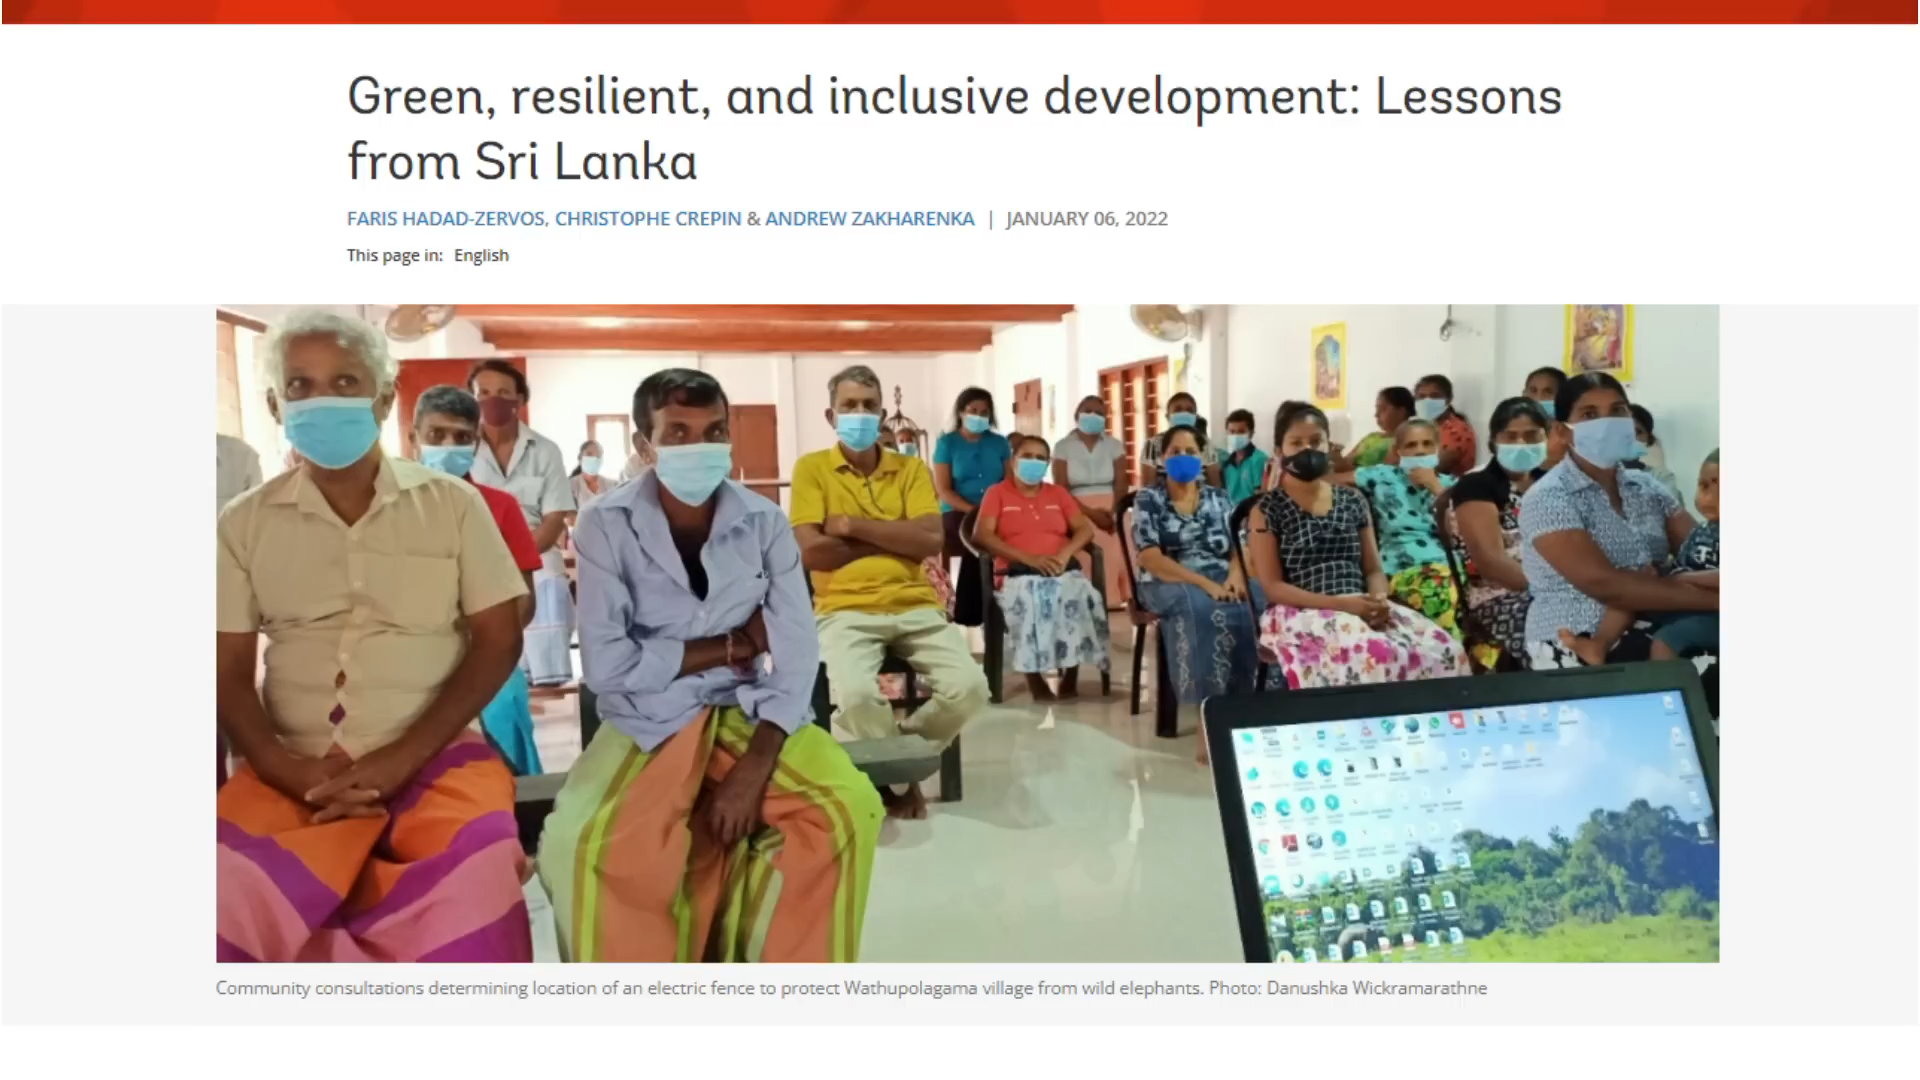 Green, resilient, and inclusive development: Lessons
from Sri Lanka
FARIS HADAD-ZERVOS, CHRISTOPHE CREPIN & ANDREW ZAKHARENKA | JANUARY 06, 2022
This page in: English
Community consultations determining location of an electric fence to protect Wathupolagama village from wild elephants. Photo: Danushka Wickramarathne